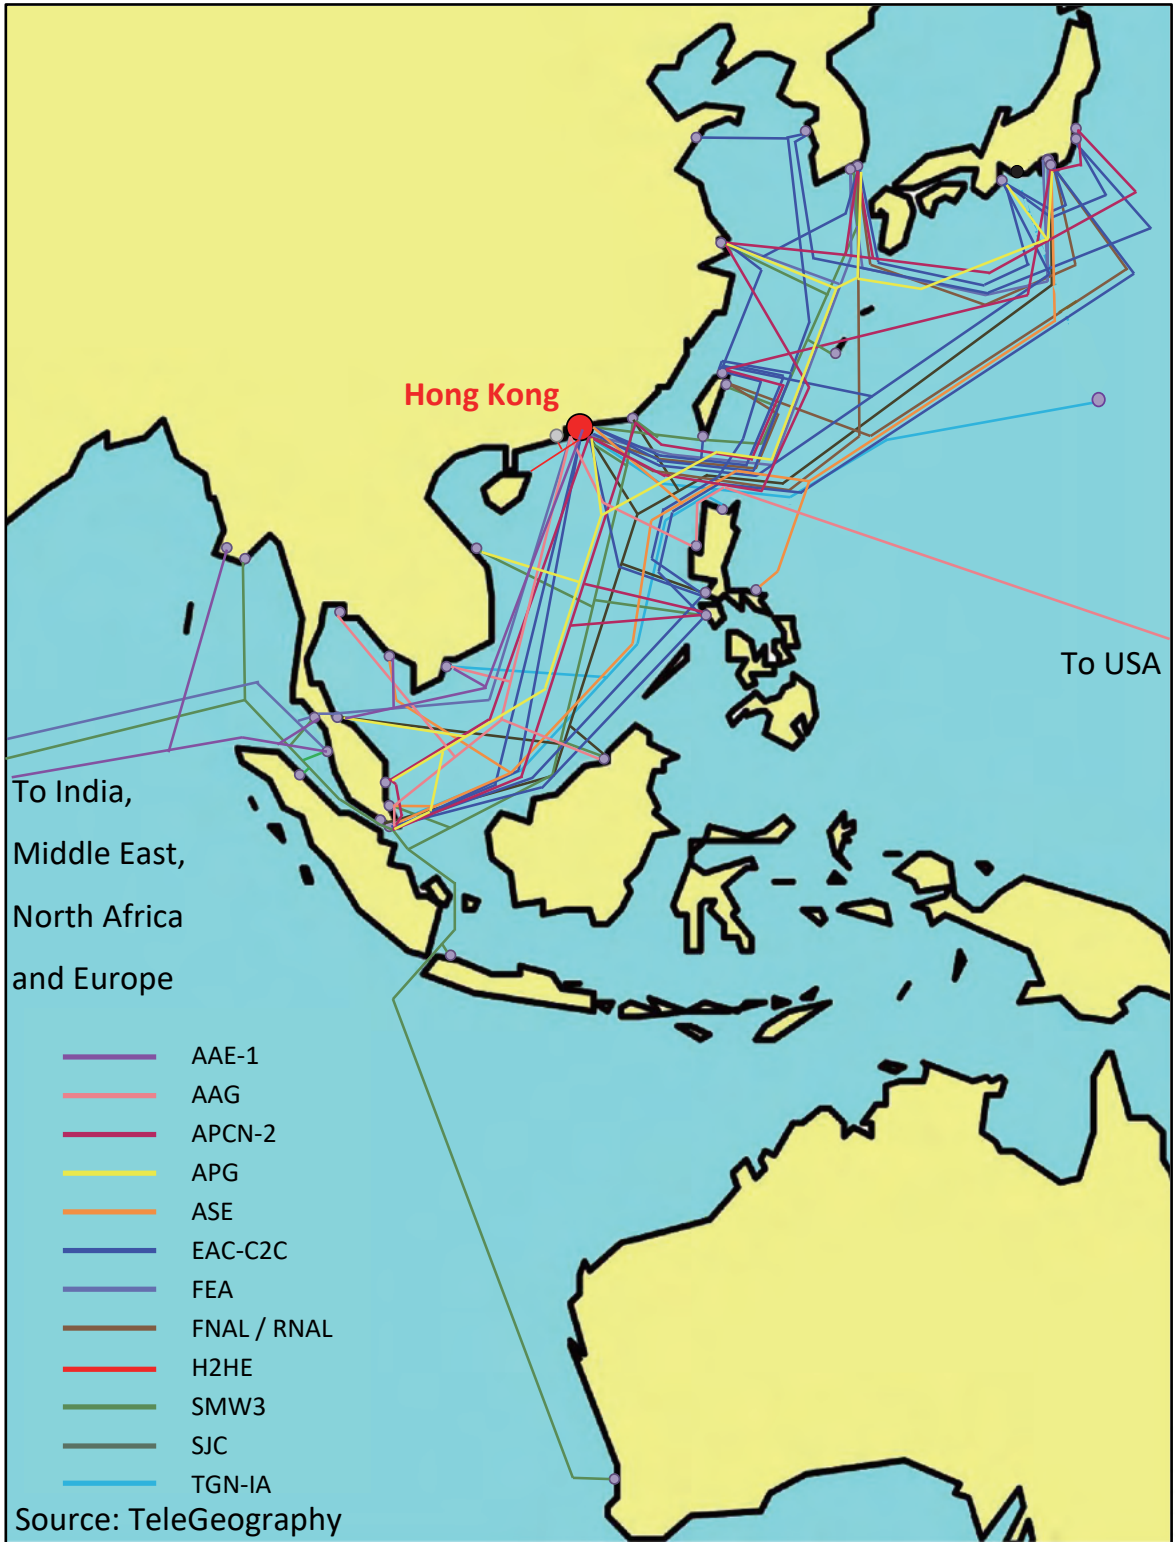 Hong Kong
To USA
To India,
Middle East,
North Africa
and Europe
AAE-1
AAG
APCN-2
APG
ASE
EAC-C2C
FEA
FNAL / RNAL
H2HE
SMW3
SJC
TGN-IA
Source: TeleGeography